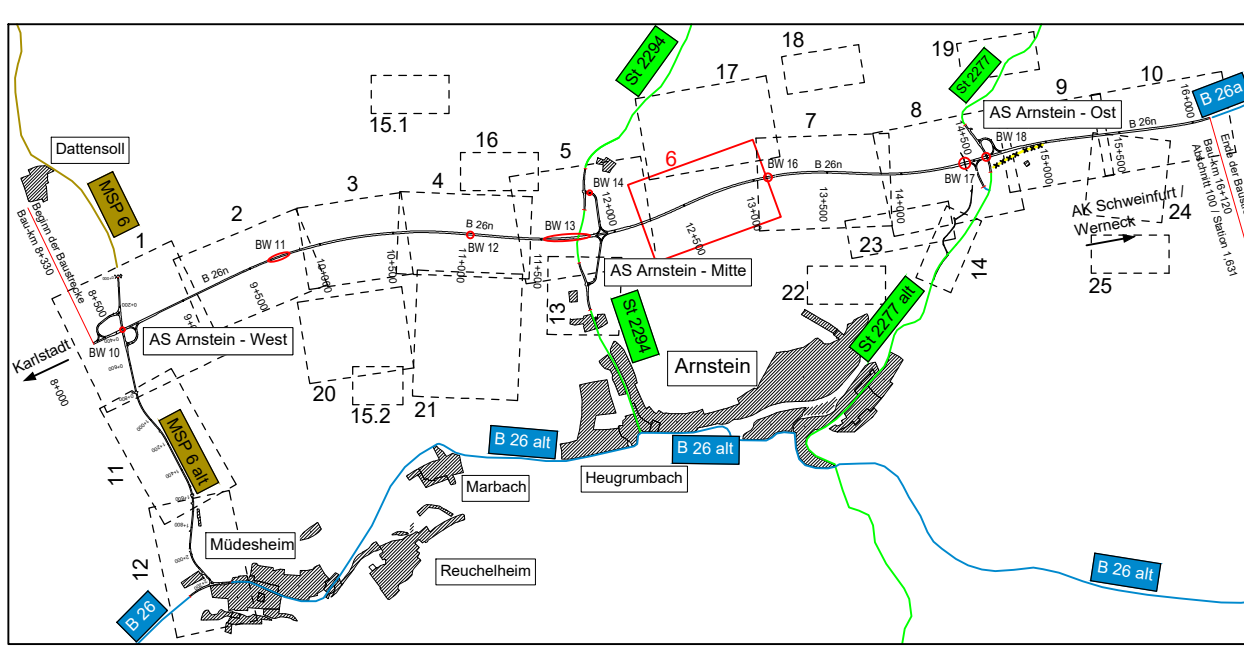 18
19
St 2294
17
St 2277
10
9
16+000
B 26a
15.1
8
AS Arnstein - Ost
7
B 26n
14+500
BW 18
Dattensoll
16
5
6
BW 16
B 26n
BW 17
15+000
15+500
Ende der Baustrecke
Bau-km 16+120
Abschnitt 100 / Station 1.631
MSP 6
3
4
BW 14
12+000
13+000
13+500
14+000
AK Schweinfurt /
Werneck
24
Beginn der Baustrecke
Bau-km 8+330
2
1
BW 11
B 26n
BW 12
BW 13
12+500
23
B 26n
10+000
10+500
11+000
11+500
AS Arnstein - Mitte
14
25
8+500
9+500
22
13
AS Arnstein - West
BW 10
St 2294
St 2277 alt
Karlstadt
8+000
Arnstein
20
15.2
21
MSP 6 alt
11
B 26 alt
B 26 alt
Marbach
Heugrumbach
Müdesheim
Reuchelheim
12
B 26 alt
B 26